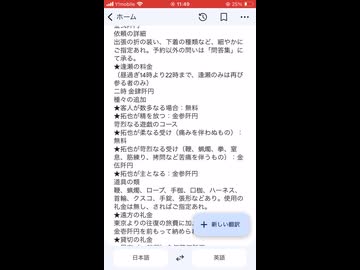 Y!mobile 11:49 25%
ホーム
依頼の詳細
出張の折の装い、下着の種類など、細やかに
ご指定あれ。予約以外の問いは「問答集」に
て承る。
★逢瀬の料金
(昼過ぎ14時より22時まで、逢瀬のみは再び
参る者のみ)
二時 金肆阡円
種々の追加
★客人が数多なる場合：無料
★拓也が精を放つ：金参阡円
苛烈なる遊戯のコース
★拓也が柔なる受け（痛みを伴わぬもの）：
無料
★拓也が苛烈なる受け（鞭、蝋燭、拳、窒
息、筋練り、拷問など苦痛を伴うもの）：金
伍阡円
★拓也が主となる：金参阡円
道具の類
鞭、蝋燭、ロープ、手枷、口枷、ハーネス、
首輪、クスコ、手錠、張形などあり。使用の
礼金は無し、さればご指定あれ。
★遠方の礼金
東京よりの往復の旅費に加
金壱阡円を前もって納めら
★貸切の礼金
新しい翻訳
日本語
英語